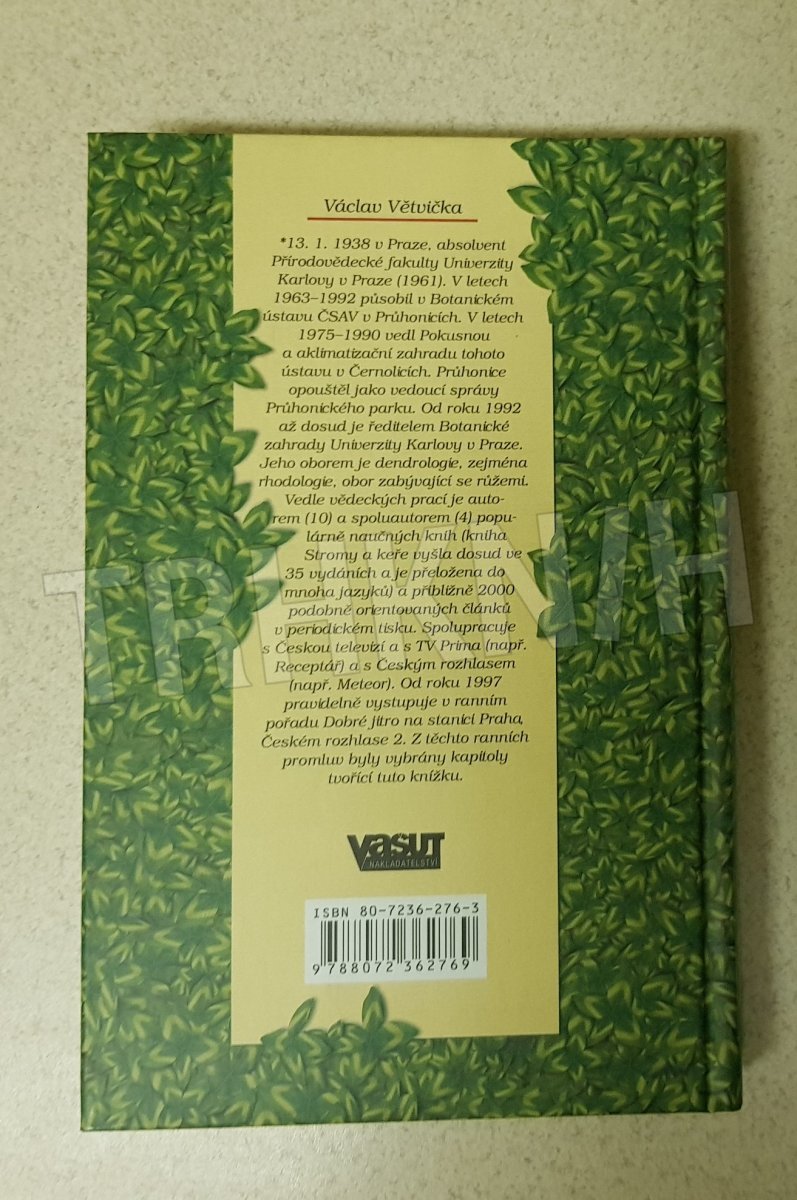 Václav Větvička
*13. 1. 1938 v Praze, absolvent
Přírodovědecké fakulty Univerzity
Karlovy v Praze (1961). V letech
1963–1992 působil v Botanickém
ústavu ČSAV v Průhonicích. V letech
1975–1990 vedl Pokusnou
a aklimatizační zahradu tohoto
ústavu v Černolicích. Průhonice
opouštěl jako vedoucí správy
Průhonického parku. Od roku 1992
až dosud je ředitelem Botanické
zahrady Univerzity Karlovy v Praze.
Jeho oborem je dendrologie, zejména
rhodologie, obor zabývající se růžemi.
Vedle vědeckých prací je auto-
rem (10) a spoluautorem (4) popu-
lárně naučných knih (kniha
Stromy a keře vyšla dosud ve
35 vydáních a je přeložena do
mnoha jazyků) a přibližně 2000
podobně orientovaných článků
v periodickém tisku. Spolupracuje
s Českou televizí a s TV Prima (např.
Receptář) a s Českým rozhlasem
(např. Meteor). Od roku 1997
pravidelně vystupuje v ranním
pořadu Dobré jitro na stanici Praha,
Českém rozhlase 2. Z těchto ranních
promluv byly vybrány kapitoly
tvořící tuto knížku.
Vašut
NAKLADATELSTVÍ
ISBN 80-7236-276-3
9 788072 362769